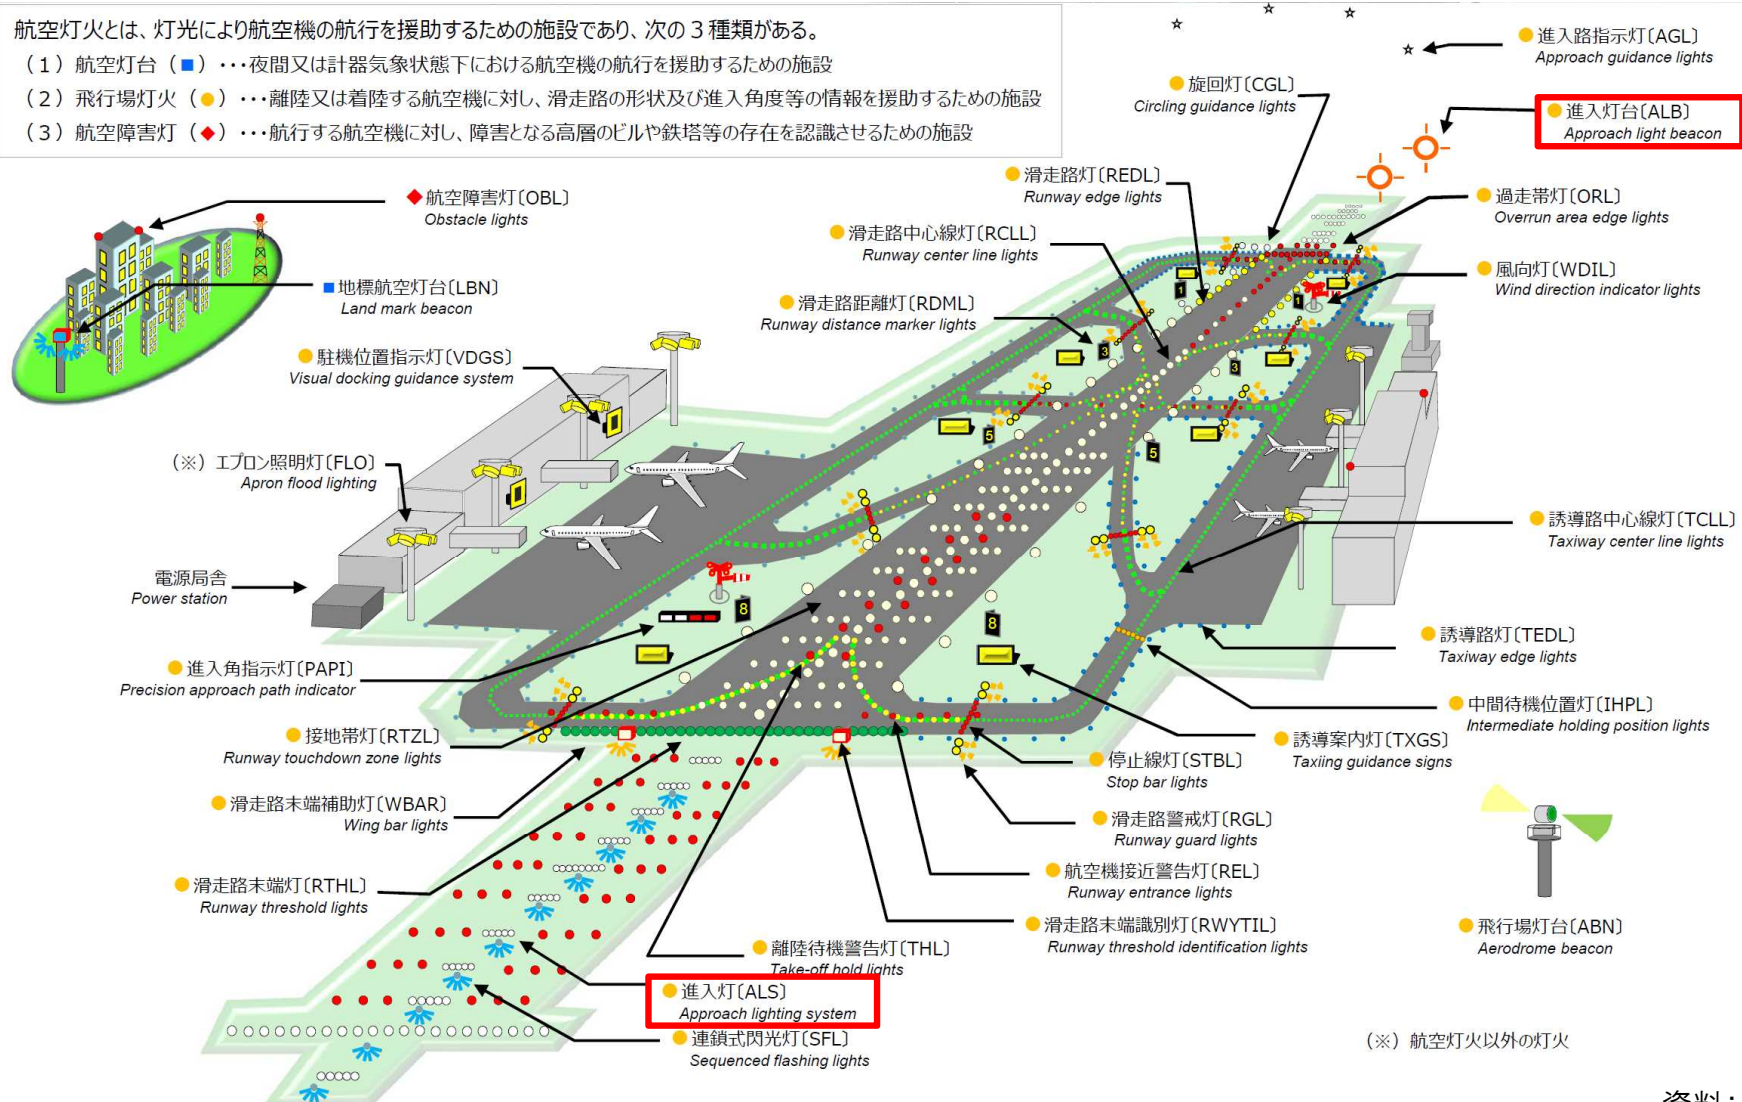 航空灯火とは、灯光により航空機の航行を援助するための施設であり、次の3種類がある。
（1）航空灯台（■）・・・夜間又は計器気象状態下における航空機の航行を援助するための施設
（2）飛行場灯火（●）・・・離陸又は着陸する航空機に対し、滑走路の形状及び進入角度等の情報を援助するための施設
（3）航空障害灯（◆）・・・航行する航空機に対し、障害となる高層のビルや鉄塔等の存在を認識させるための施設
進入路指示灯〔AGL〕
Approach guidance lights
旋回灯〔CGL〕
Circling guidance lights
進入灯台〔ALB〕
Approach light beacon
滑走路灯〔REDL〕
Runway edge lights
航空障害灯〔OBL〕
Obstacle lights
過走帯灯〔ORL〕
Overrun area edge lights
滑走路中心線灯〔RCLL〕
Runway center line lights
風向灯〔WDIL〕
Wind direction indicator lights
地標航空灯台〔LBN〕
Land mark beacon
滑走路距離灯〔RDML〕
Runway distance marker lights
1
1
駐機位置指示灯〔VDGS〕
Visual docking guidance system
3
3
5
5
（※）エプロン照明灯〔FLO〕
Apron flood lighting
誘導路中心線灯〔TCLL〕
Taxiway center line lights
電源局舎
Power station
8
8
誘導路灯〔TEDL〕
Taxiway edge lights
進入角指示灯〔PAPI〕
Precision approach path indicator
中間待機位置灯〔IHPL〕
Intermediate holding position lights
接地帯灯〔RTZL〕
Runway touchdown zone lights
誘導案内灯〔TXGS〕
Taxiing guidance signs
停止線灯〔STBL〕
Stop bar lights
滑走路末端補助灯〔WBAR〕
Wing bar lights
滑走路警戒灯〔RGL〕
Runway guard lights
滑走路末端灯〔RTHL〕
Runway threshold lights
航空機接近警告灯〔REL〕
Runway entrance lights
滑走路末端識別灯〔RWYTIL〕
Runway threshold identification lights
飛行場灯台〔ABN〕
Aerodrome beacon
離陸待機警告灯〔THL〕
Take-off hold lights
進入灯〔ALS〕
Approach lighting system
連鎖式閃光灯〔SFL〕
Sequenced flashing lights
（※）航空灯火以外の灯火